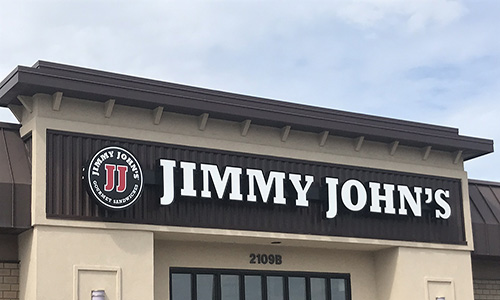 JIMMY JOHN'S
JJ
GOURMET SANDWICHES
JIMMY JOHN'S
2109B